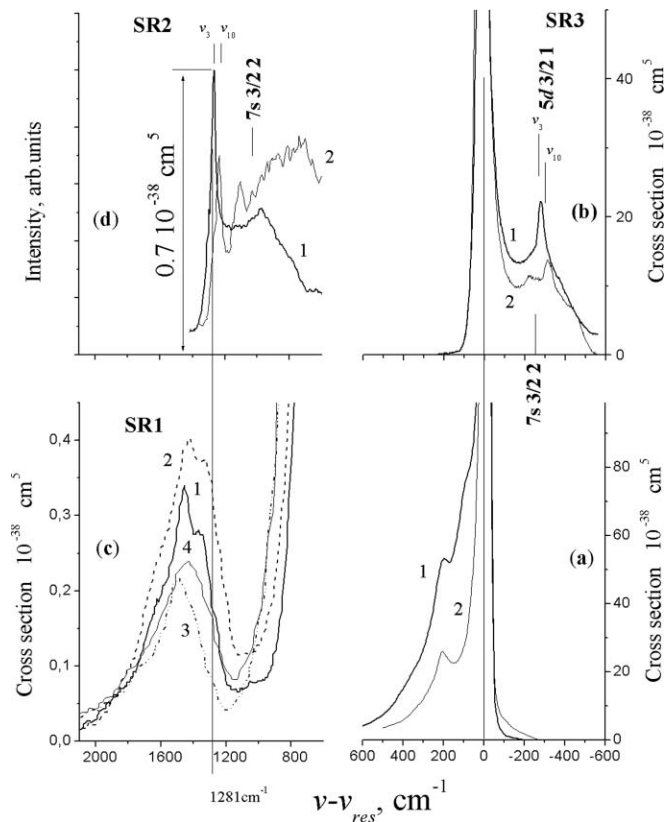 SR2
SR3
ν₃ ν₁₀
7s 3/2 2
2
1
(d)
0.7 10⁻³⁸ cm⁵
Intensity, arb.units
5d 3/2 1
ν₃
ν₁₀
40
20
0
1
2
(b)
Cross section 10⁻³⁸ cm⁵
7s 3/2 2
SR1
0,4
0,3
0,2
0,1
0,0
2
1
4
3
(c)
Cross section 10⁻³⁸ cm⁵
1
2
(a)
80
60
40
20
0
Cross section 10⁻³⁸ cm⁵
2000 1600 1200 800
600 400 200 0 -200 -400 -600
1281cm⁻¹
ν-νres, cm⁻¹